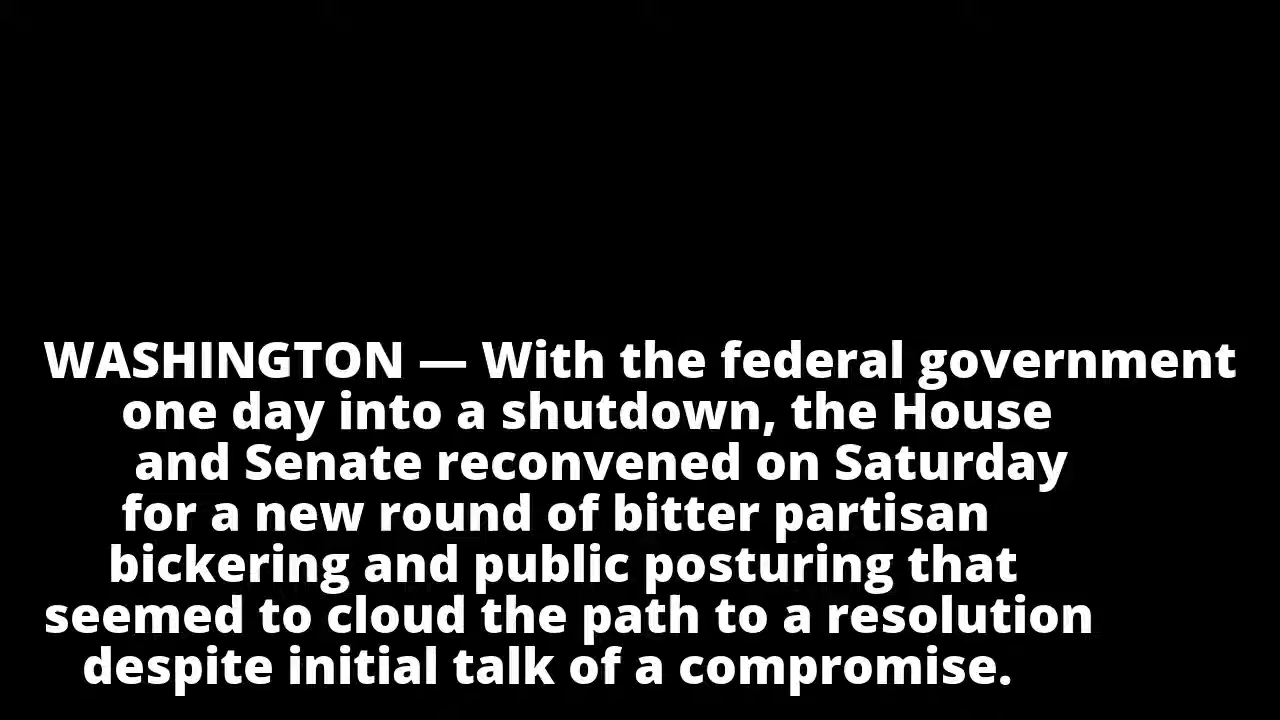 WASHINGTON — With the federal government
one day into a shutdown, the House
and Senate reconvened on Saturday
for a new round of bitter partisan
bickering and public posturing that
seemed to cloud the path to a resolution
despite initial talk of a compromise.